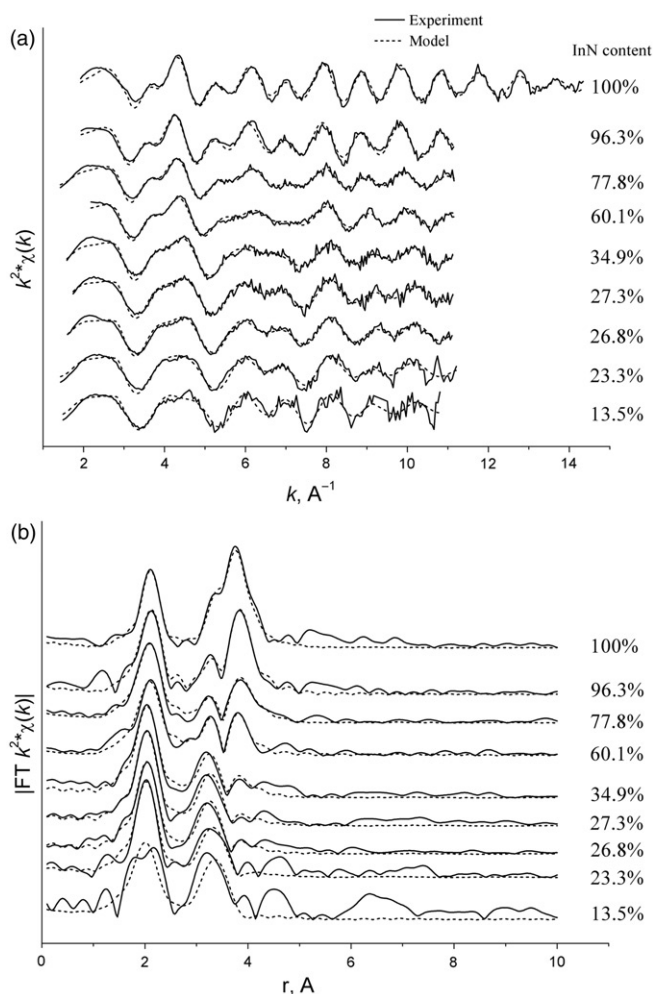 (a)
Experiment
Model
InN content
100%
96.3%
77.8%
60.1%
34.9%
27.3%
26.8%
23.3%
13.5%
k²*χ(k)
2 4 6 8 10 12 14
k, A⁻¹
(b)
100%
96.3%
77.8%
60.1%
34.9%
27.3%
26.8%
23.3%
13.5%
|FT k²*χ(k)|
0 2 4 6 8 10
r, A